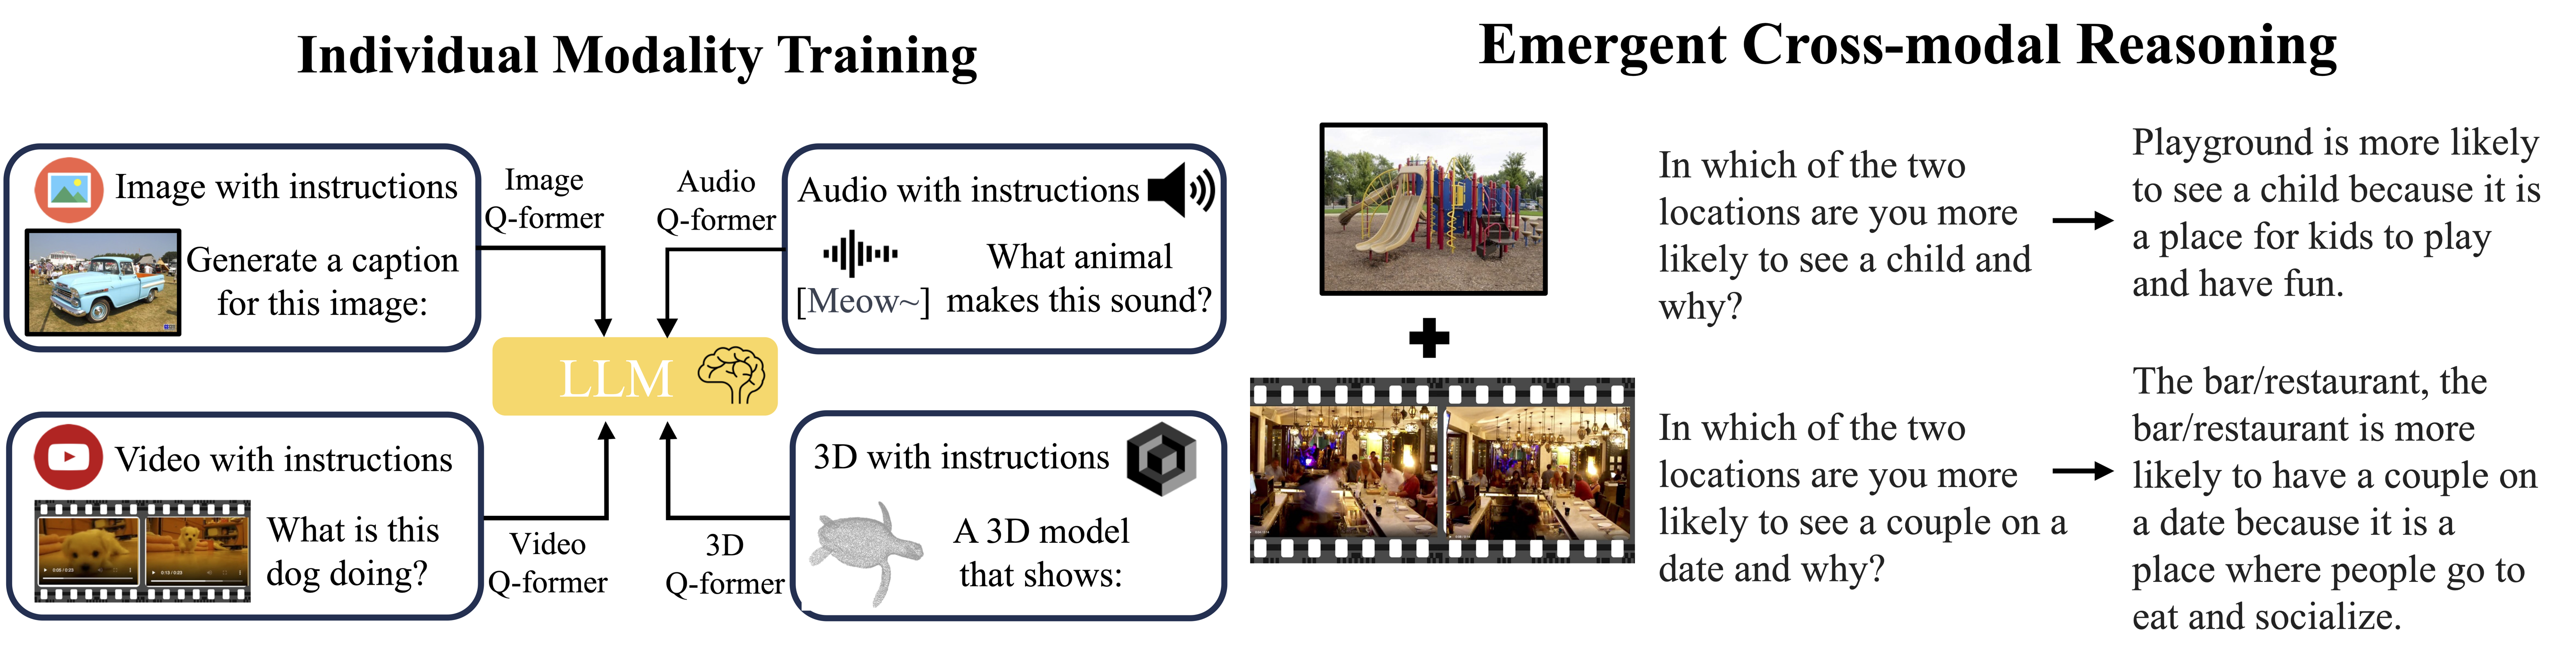 Individual Modality Training
Image with instructions
Generate a caption
for this image:
Image
Q-former
Audio
Q-former
Audio with instructions
[Meow~]
What animal
makes this sound?
LLM
Video with instructions
What is this
dog doing?
Video
Q-former
3D
Q-former
3D with instructions
A 3D model
that shows:
Emergent Cross-modal Reasoning
In which of the two
locations are you more
likely to see a child and
why?
Playground is more likely
to see a child because it is
a place for kids to play
and have fun.
In which of the two
locations are you more
likely to see a couple on a
date and why?
The bar/restaurant, the
bar/restaurant is more
likely to have a couple on
a date because it is a
place where people go to
eat and socialize.